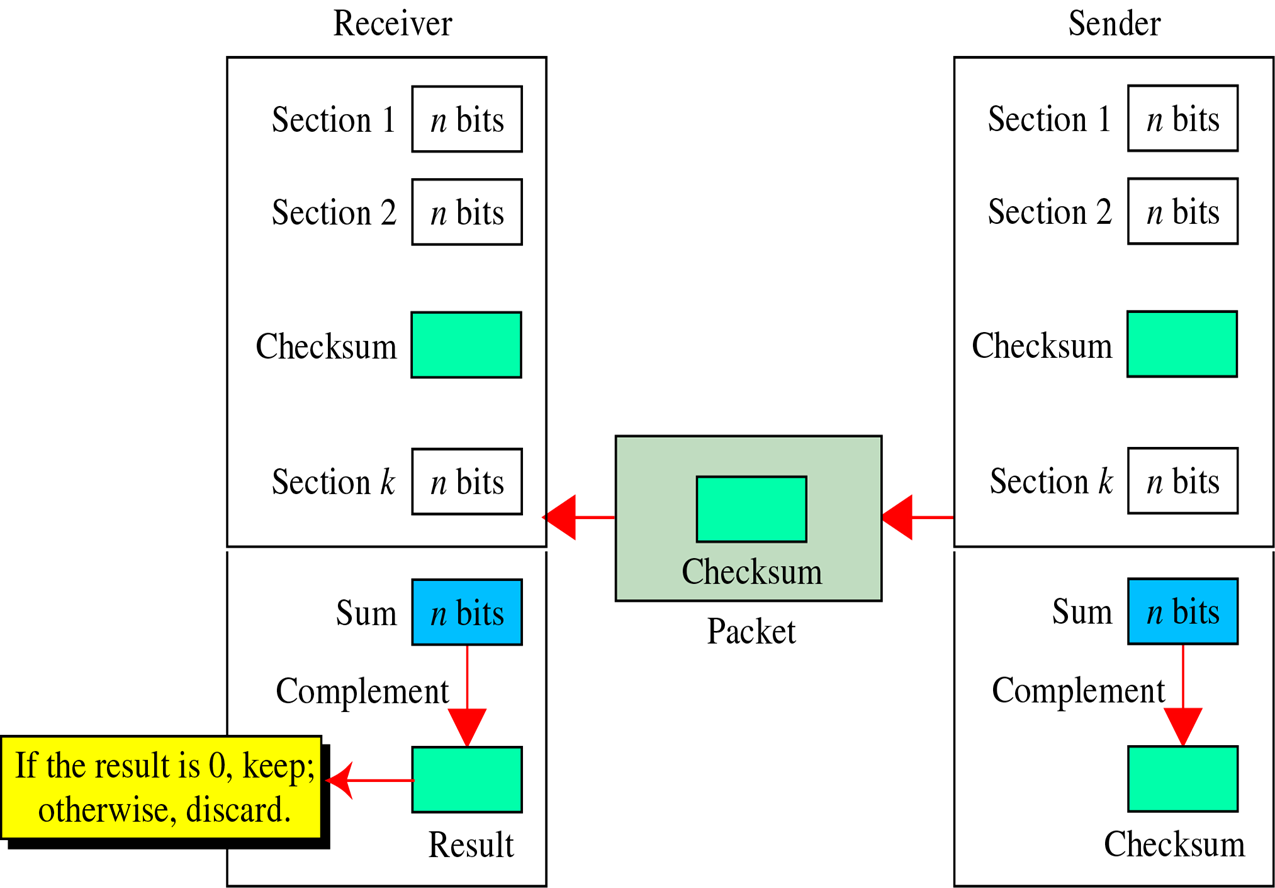 Receiver
Section 1 n bits
Section 2 n bits
Checksum
Section k n bits
Sum n bits
Complement
If the result is 0, keep;
otherwise, discard.
Result
Checksum
Packet
Sender
Section 1 n bits
Section 2 n bits
Checksum
Section k n bits
Sum n bits
Complement
Checksum